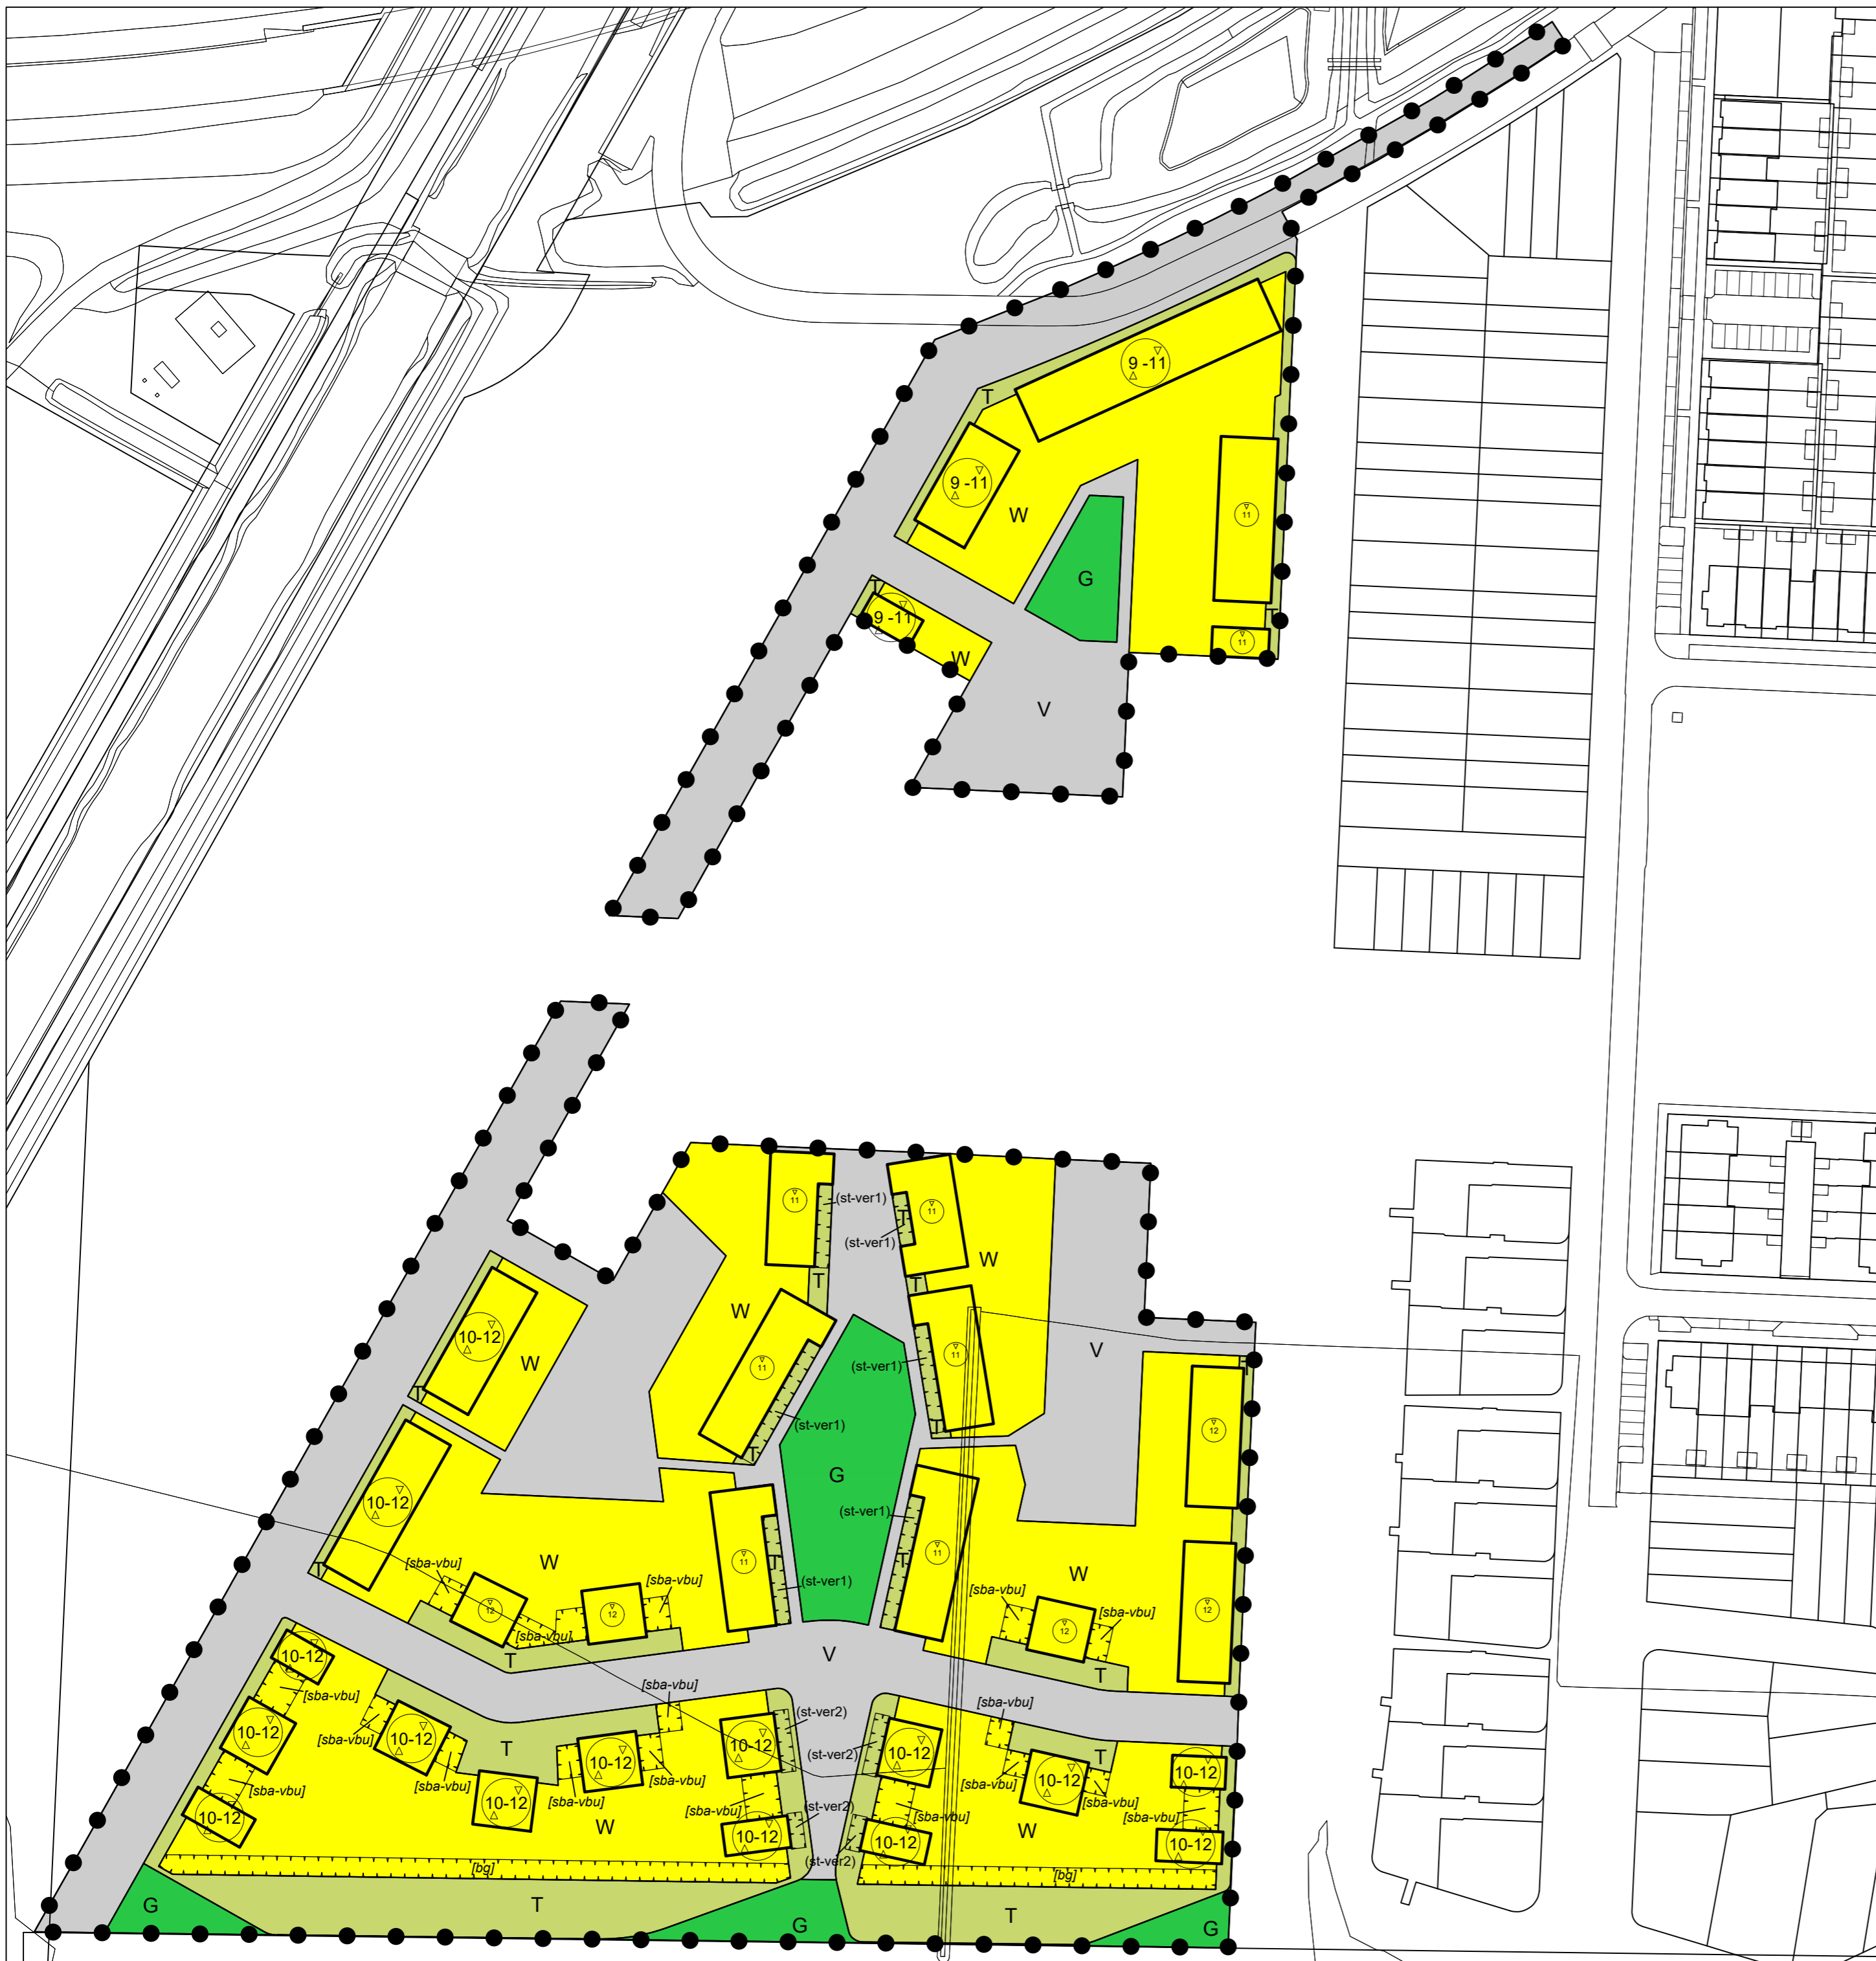 9 -11
T
9 -11
W
11
G
T
9 -11
T
11
W
V
11
(st-ver1)
T
11
(st-ver1)
W
T
T
W
10-12
W
11
(st-ver1)
11
V
T
T
(st-ver1)
T
T
12
G
10-12
(st-ver1)
11
T
W
11
T
(st-ver1)
W
T
[sba-vbu]
12
[sba-vbu]
12
[sba-vbu]
[sba-vbu]
12
[sba-vbu]
12
T
V
T
10-12
[sba-vbu]
[sba-vbu]
[sba-vbu]
(st-ver2)
10-12
[sba-vbu]
10-12
T
10-12
10-12
(st-ver2)
10-12
T
10-12
[sba-vbu]
[sba-vbu]
[sba-vbu]
[sba-vbu]
10-12
[sba-vbu]
10-12
[sba-vbu]
10-12
[sba-vbu]
(st-ver2)
[sba-vbu]
[sba-vbu]
10-12
W
10-12
10-12
W
10-12
(st-ver2)
[bg]
[bg]
G
T
G
T
G